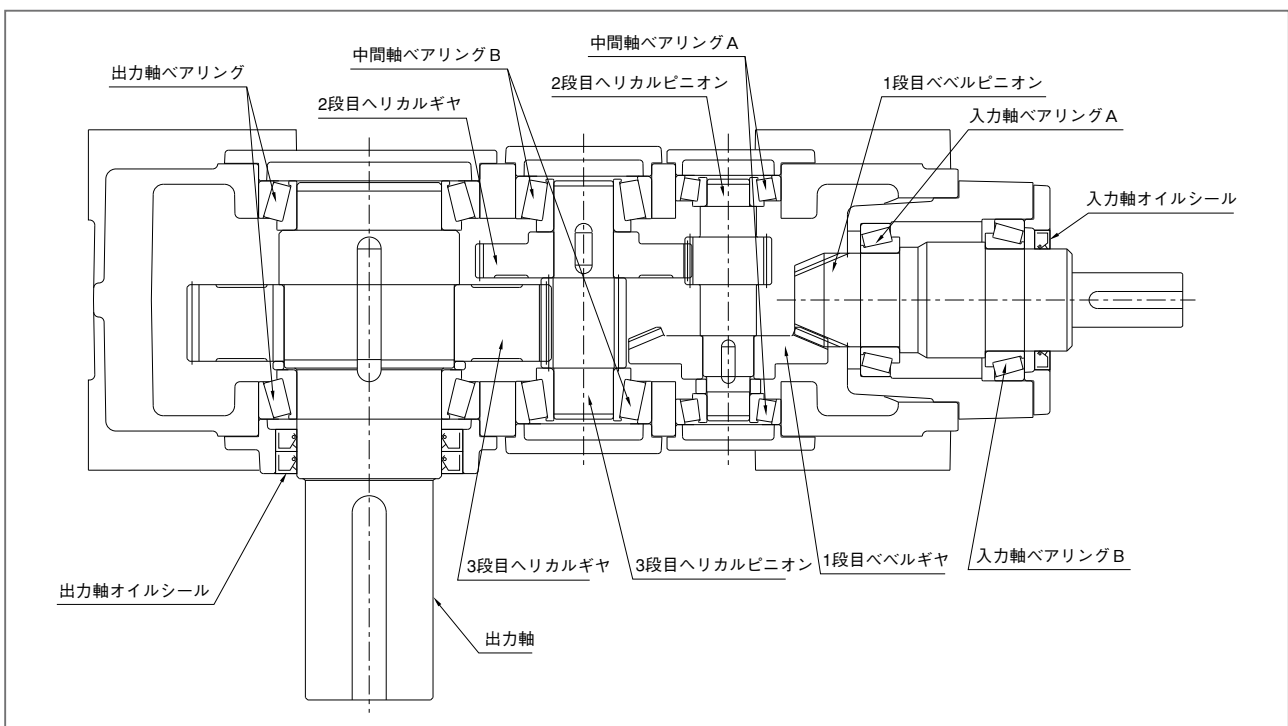 中間軸ベアリングA
中間軸ベアリングB
出力軸ベアリング
2段目ヘリカルピニオン
1段目ベベルピニオン
2段目ヘリカルギヤ
入力軸ベアリングA
入力軸オイルシール
3段目ヘリカルギヤ
3段目ヘリカルピニオン
1段目ベベルギヤ
入力軸ベアリングB
出力軸オイルシール
出力軸